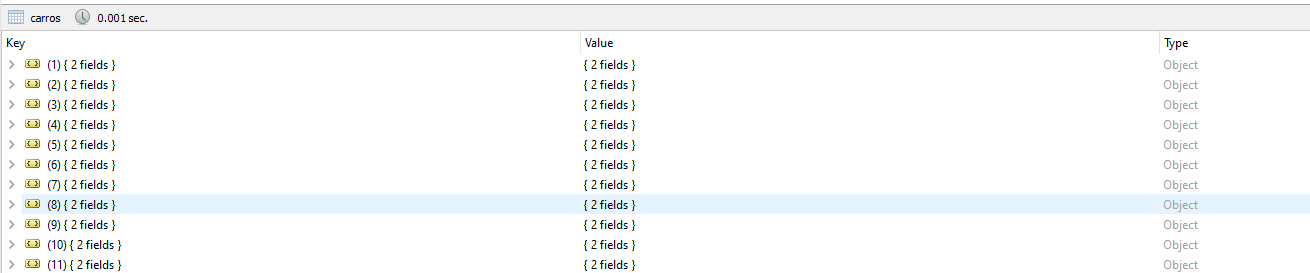 carros 0.001 sec.
Key Value Type
(1) { 2 fields } { 2 fields } Object
(2) { 2 fields } { 2 fields } Object
(3) { 2 fields } { 2 fields } Object
(4) { 2 fields } { 2 fields } Object
(5) { 2 fields } { 2 fields } Object
(6) { 2 fields } { 2 fields } Object
(7) { 2 fields } { 2 fields } Object
(8) { 2 fields } { 2 fields } Object
(9) { 2 fields } { 2 fields } Object
(10) { 2 fields } { 2 fields } Object
(11) { 2 fields } { 2 fields } Object